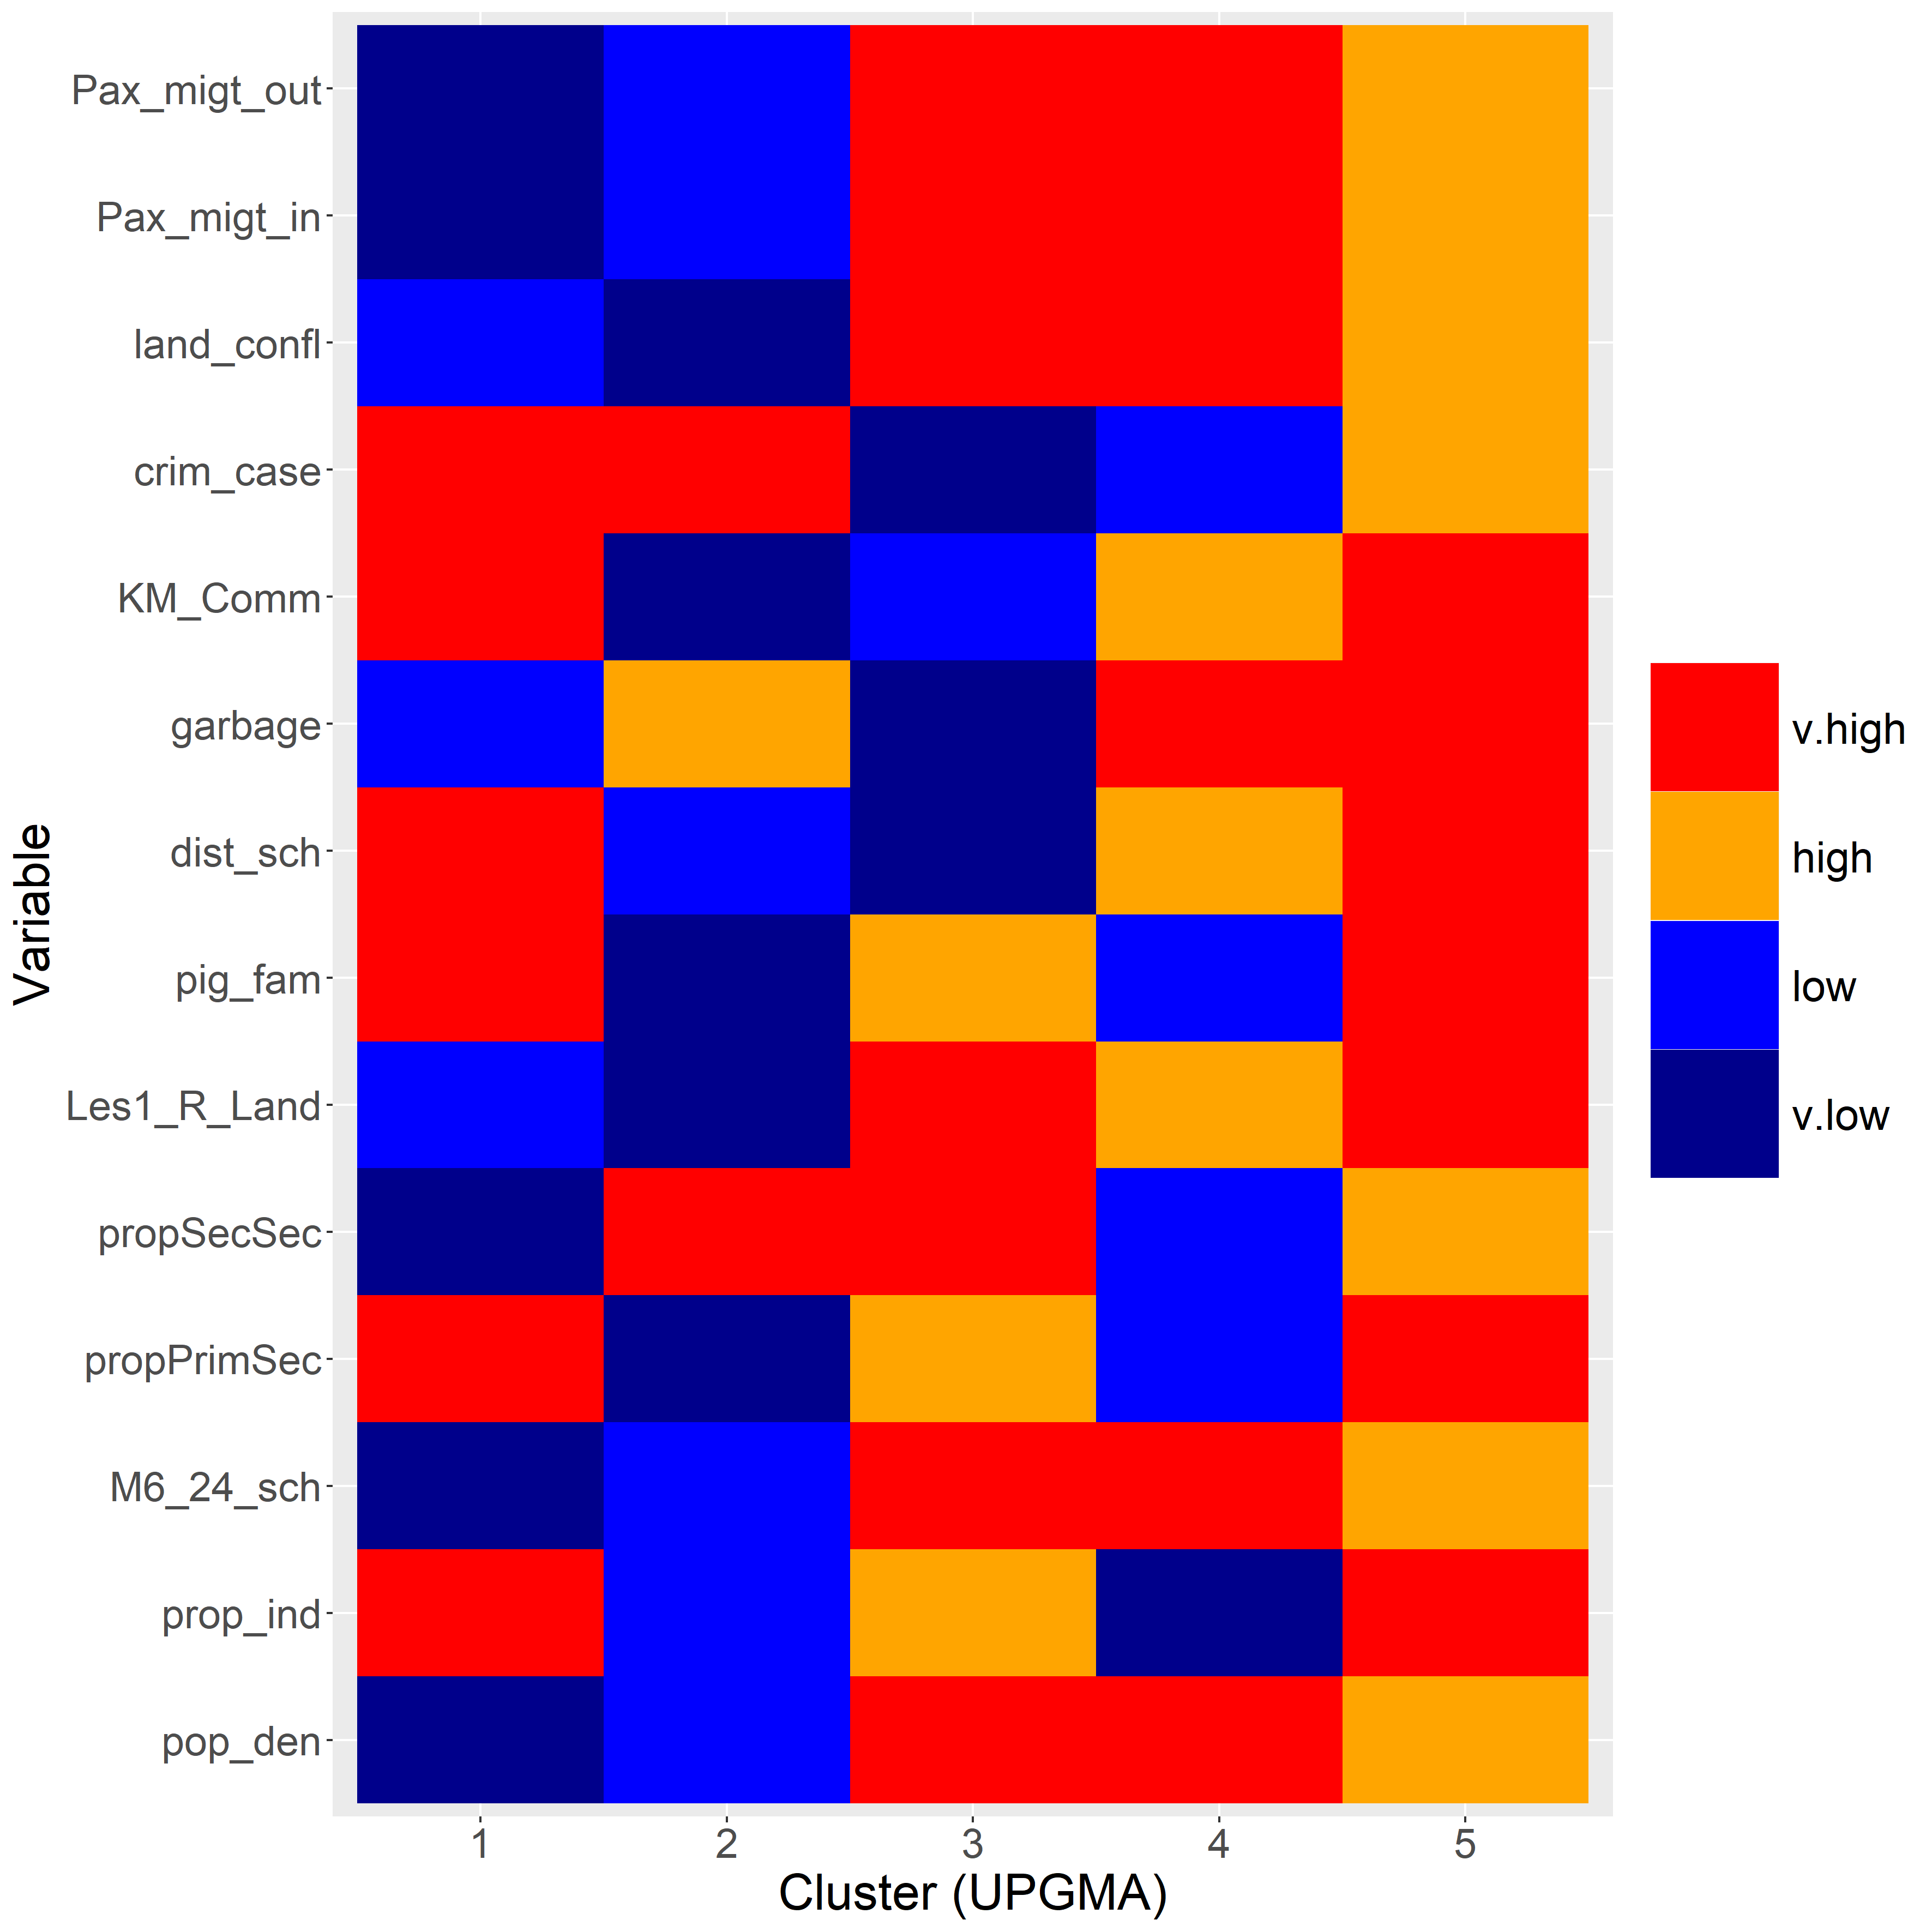 Pax_migt_out
Pax_migt_in
land_confl
crim_case
KM_Comm
garbage
dist_sch
pig_fam
Les1_R_Land
propSecSec
propPrimSec
M6_24_sch
prop_ind
pop_den
Variable
1 2 3 4 5
Cluster (UPGMA)
v.high
high
low
v.low